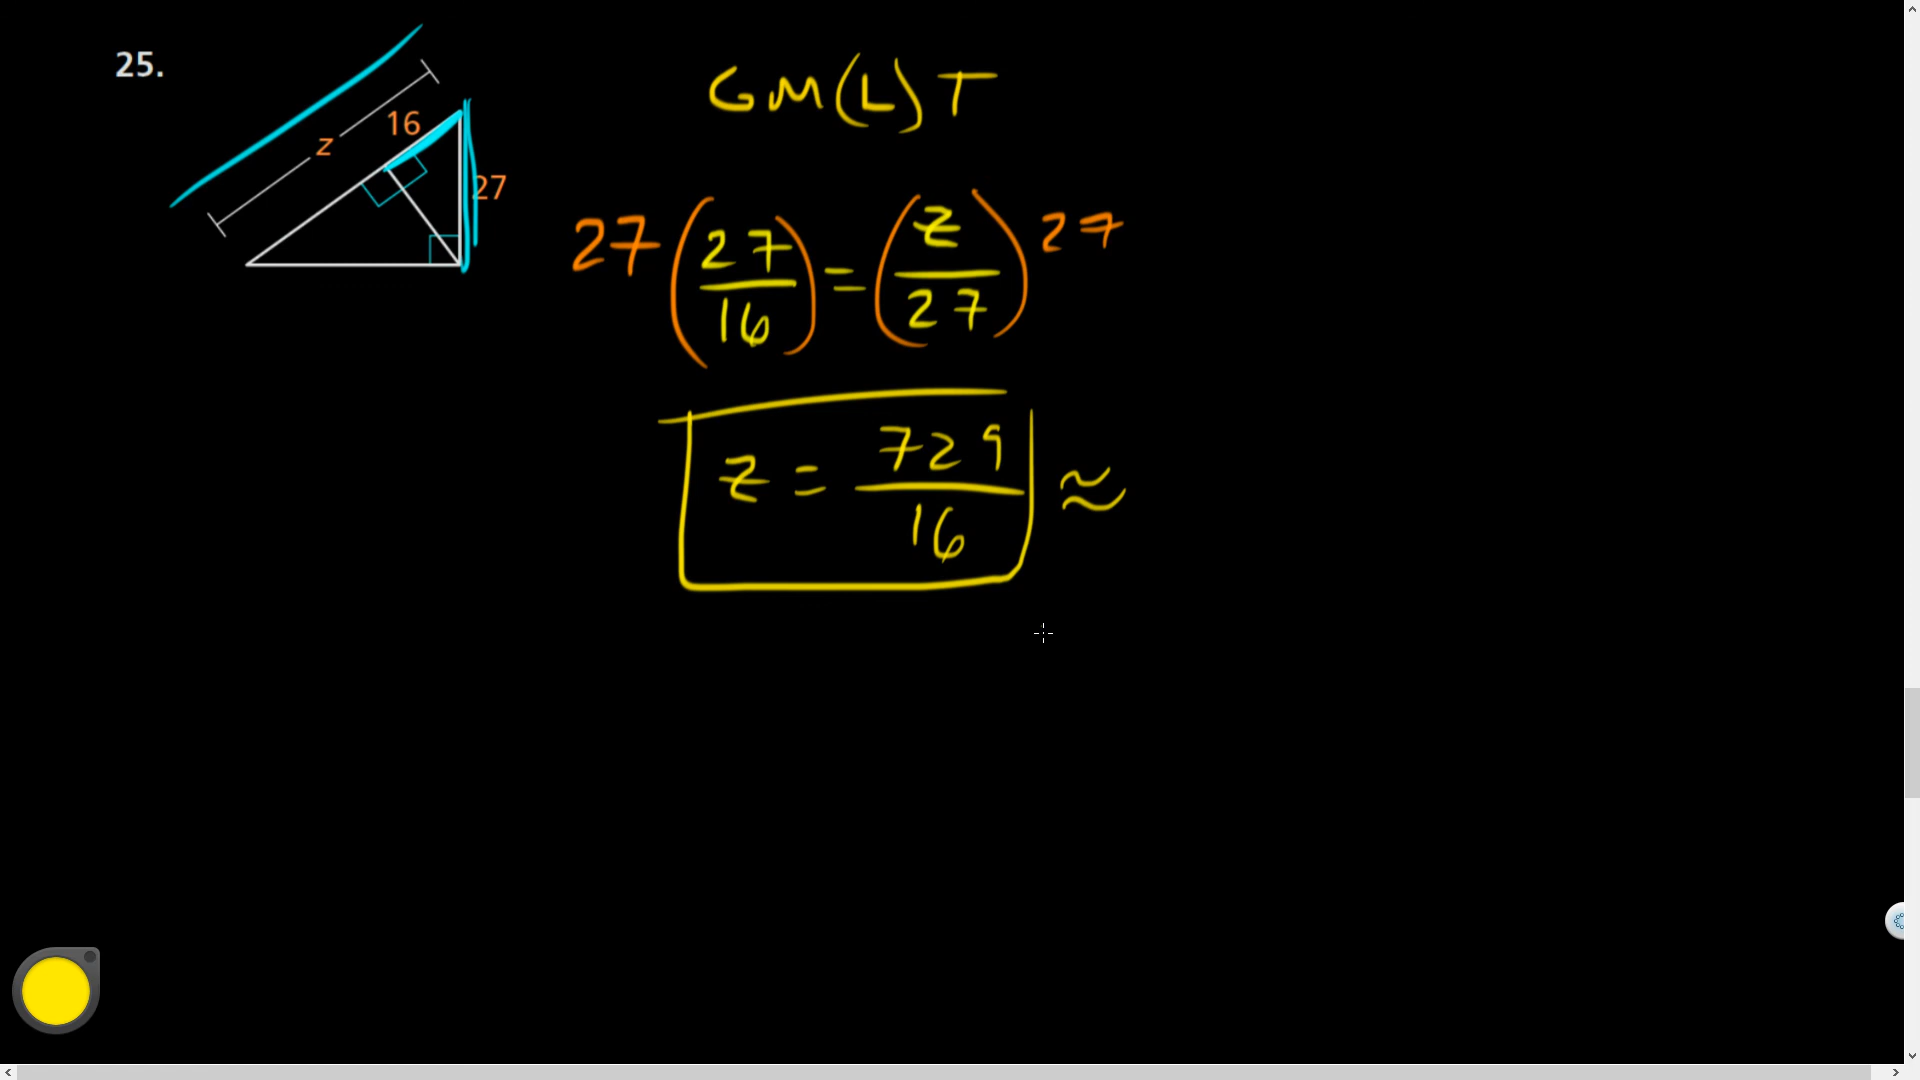 25.
16
z
27
GM(L)T
27(27/16)=(z/27)27
z = 729/16 ≈